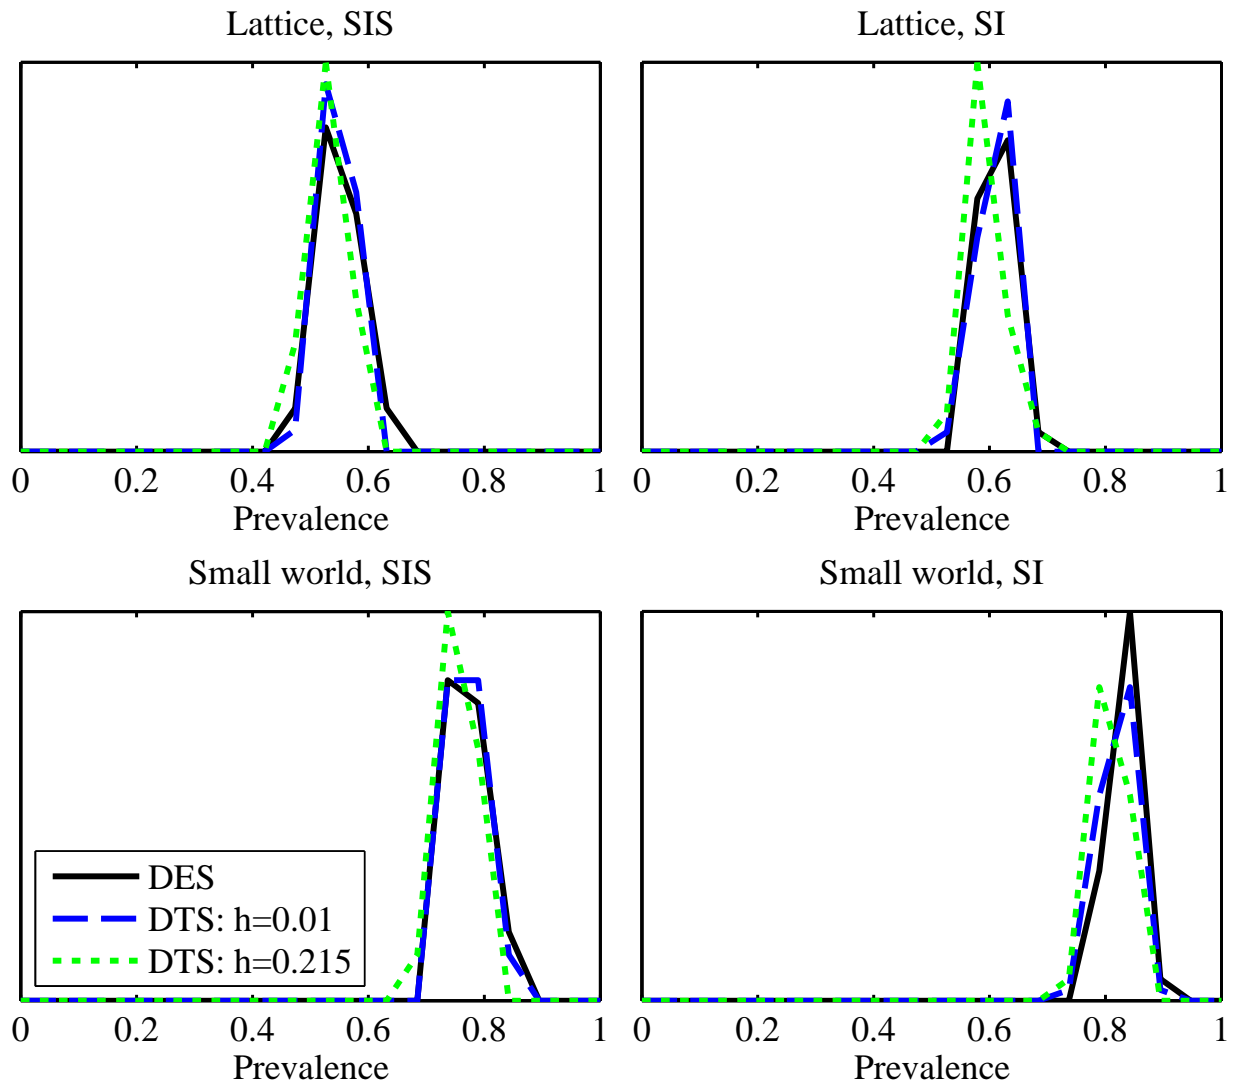 Lattice, SIS
Lattice, SI
0 0.2 0.4 0.6 0.8 1
Prevalence
0 0.2 0.4 0.6 0.8 1
Prevalence
Small world, SIS
Small world, SI
DES
DTS: h=0.01
DTS: h=0.215
0 0.2 0.4 0.6 0.8 1
Prevalence
0 0.2 0.4 0.6 0.8 1
Prevalence